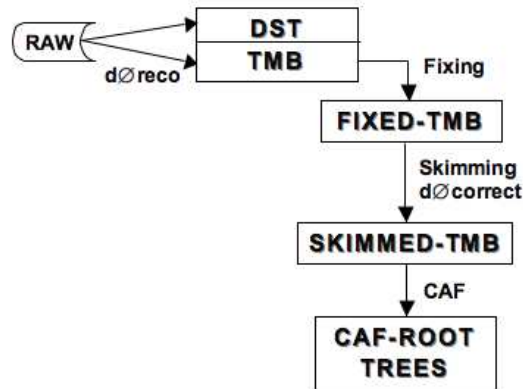 RAW
DST
TMB
dØreco
Fixing
FIXED-TMB
Skimming
dØcorrect
SKIMMED-TMB
CAF
CAF-ROOT
TREES